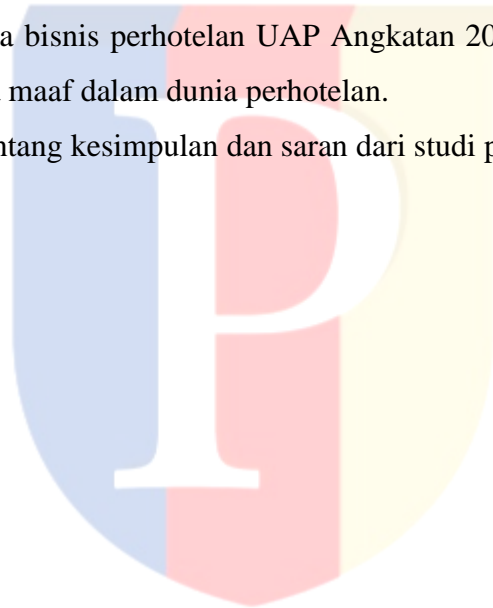 a bisnis perhotelan UAP Angkatan 20
maaf dalam dunia perhotelan.
ntang kesimpulan dan saran dari studi p
P